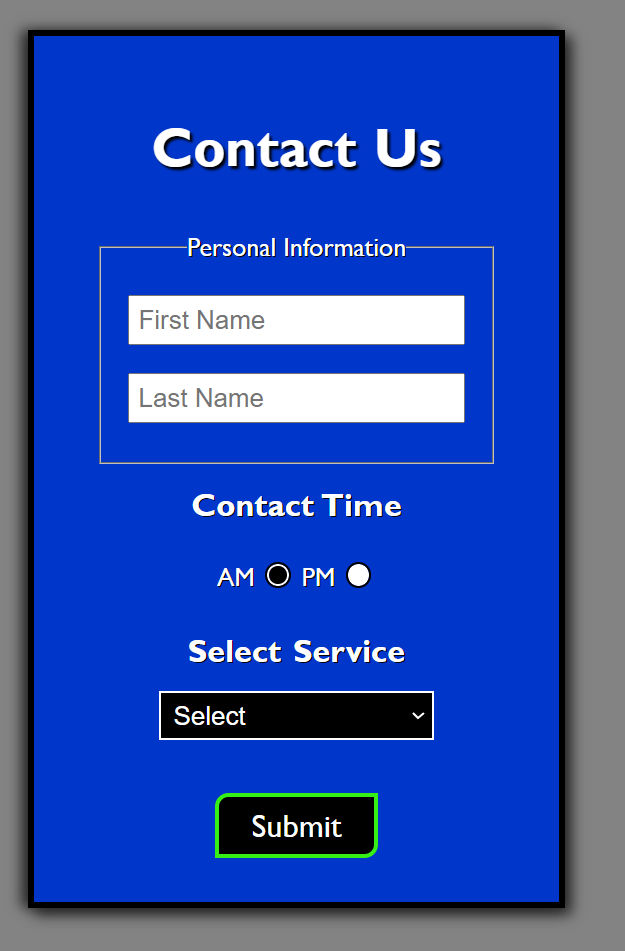 Contact Us
Personal Information
First Name
Last Name
Contact Time
AM PM
Select Service
Select
Submit